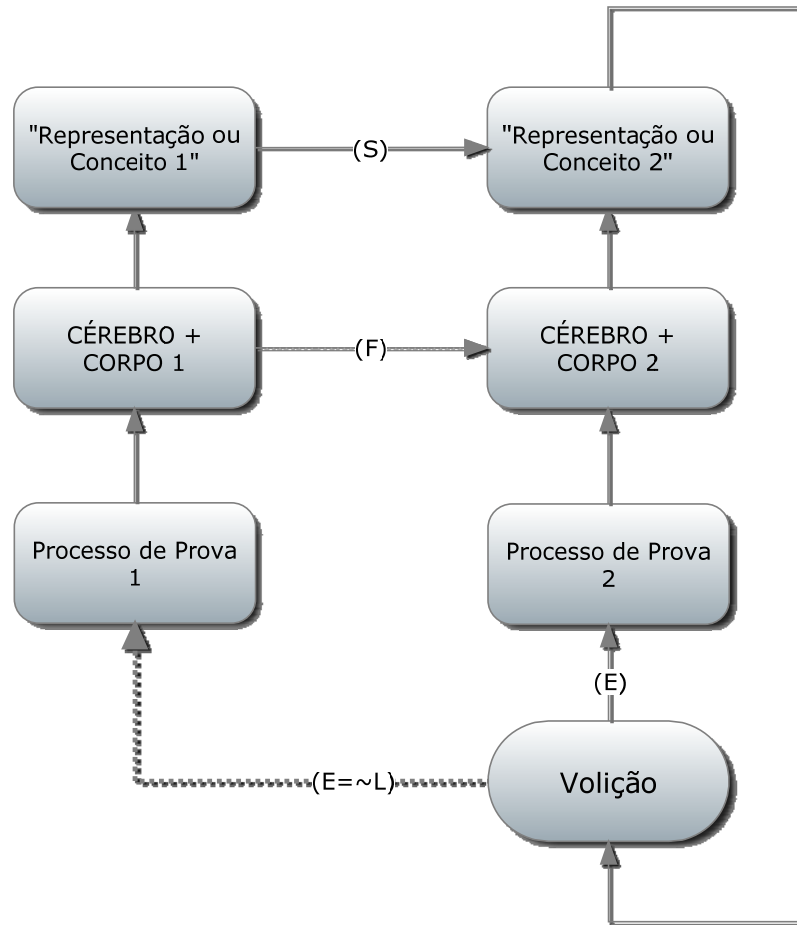 "Representação ou
Conceito 1"
(S)
"Representação ou
Conceito 2"
CÉREBRO +
CORPO 1
(F)
CÉREBRO +
CORPO 2
Processo de Prova
1
Processo de Prova
2
(E)
(E=~L)
Volição